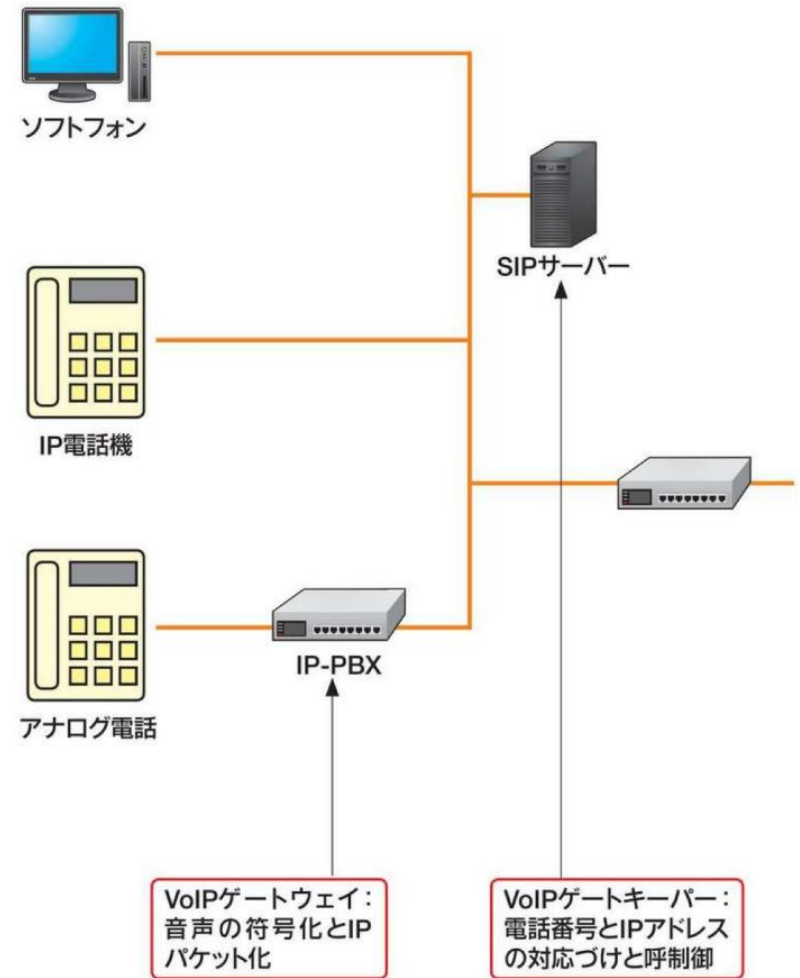 ソフトフォン
SIPサーバー
IP電話機
IP-PBX
アナログ電話
VoIPゲートウェイ：
音声の符号化とIP
パケット化
VoIPゲートキーパー：
電話番号とIPアドレス
の対応づけと呼制御